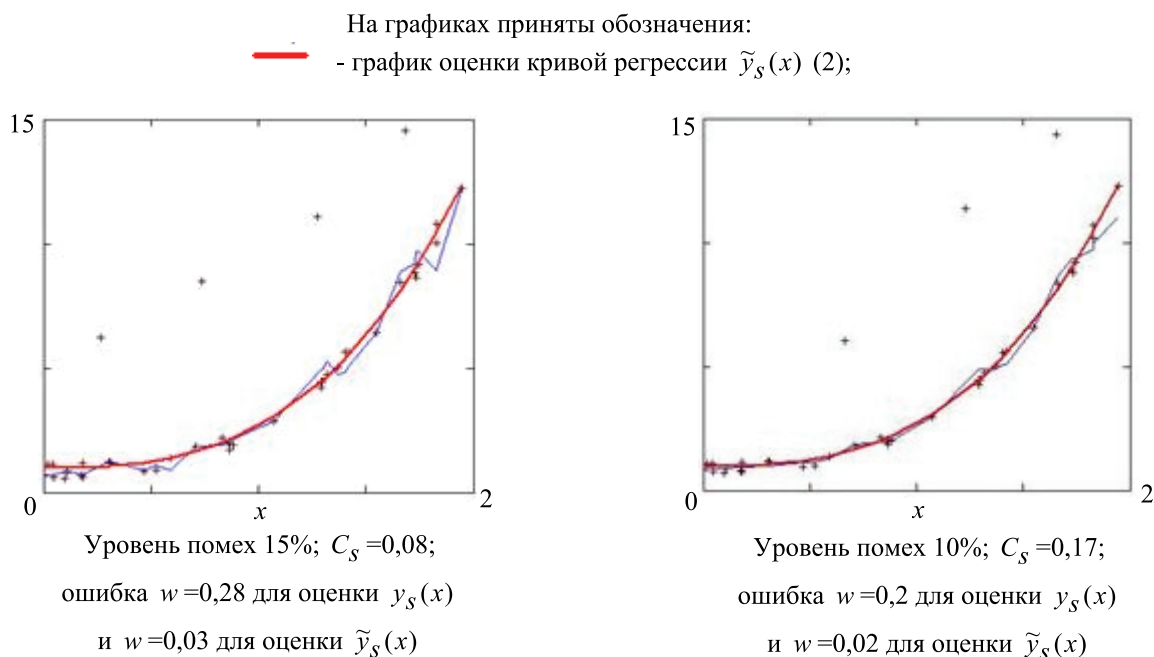 На графиках приняты обозначения:
- график оценки кривой регрессии ỹ_S(x) (2);
15
0
x
2
Уровень помех 15%; C_S =0,08;
ошибка w =0,28 для оценки y_S(x)
и w =0,03 для оценки ỹ_S(x)
15
0
x
2
Уровень помех 10%; C_S =0,17;
ошибка w =0,2 для оценки y_S(x)
и w =0,02 для оценки ỹ_S(x)